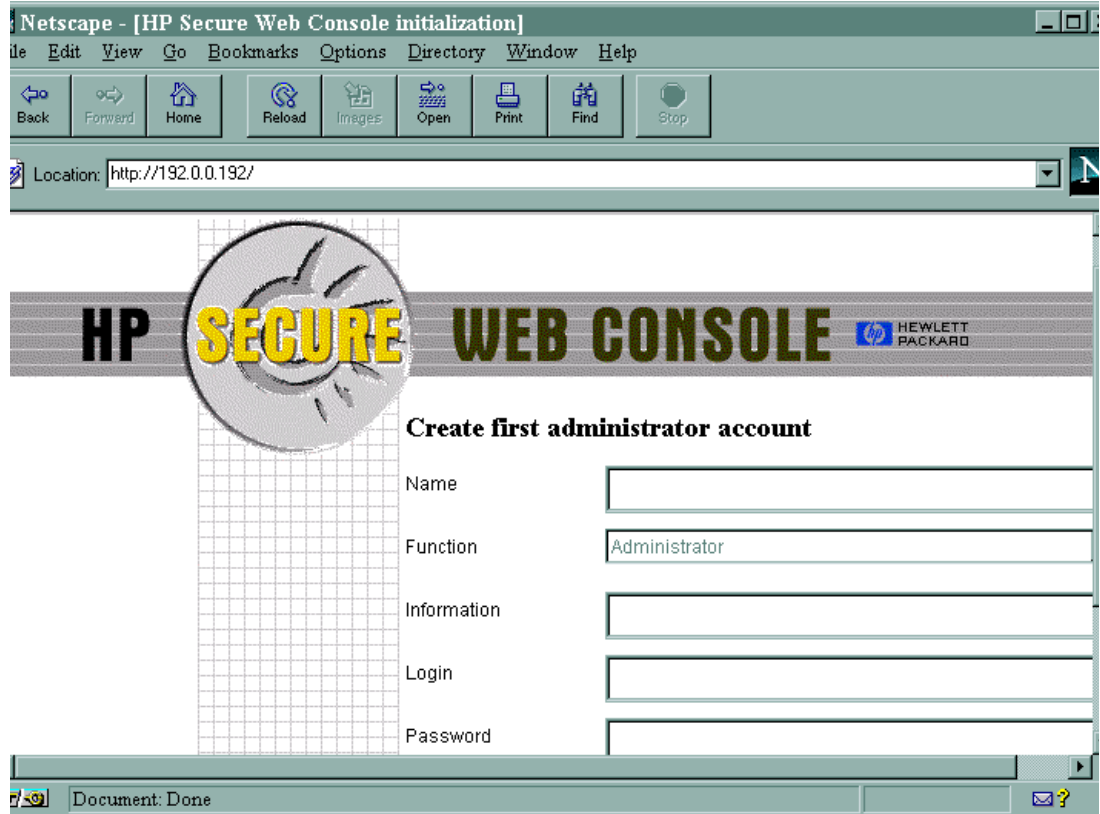 Netscape - [HP Secure Web Console initialization]
ile Edit View Go Bookmarks Options Directory Window Help
Back Forward Home Reload Images Open Print Find Stop
Location: http://192.0.0.192/
N
HP SECURE WEB CONSOLE hp HEWLETT
PACKARD
Create first administrator account
Name
Function Administrator
Information
Login
Password
Document: Done